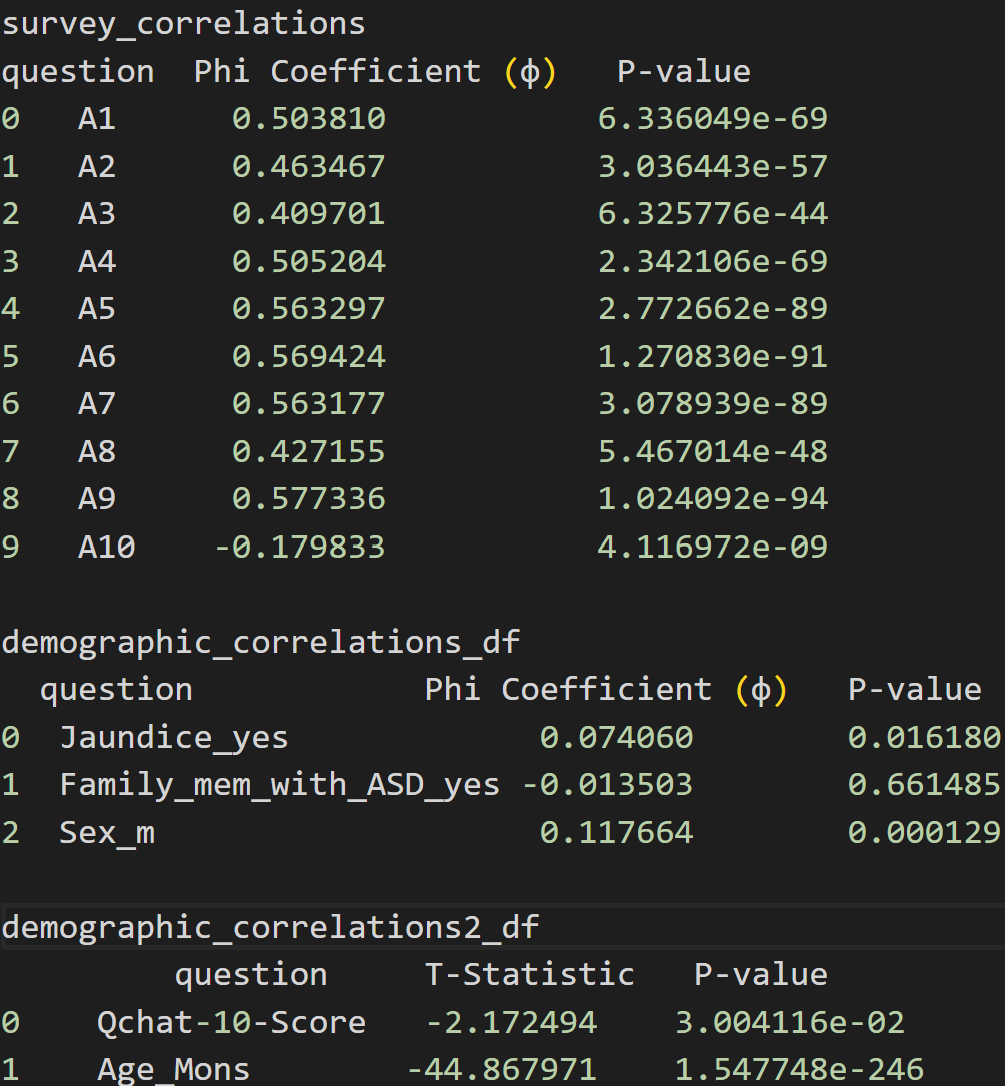 survey_correlations
question Phi Coefficient (ϕ) P-value
0 A1 0.503810 6.336049e-69
1 A2 0.463467 3.036443e-57
2 A3 0.409701 6.325776e-44
3 A4 0.505204 2.342106e-69
4 A5 0.563297 2.772662e-89
5 A6 0.569424 1.270830e-91
6 A7 0.563177 3.078939e-89
7 A8 0.427155 5.467014e-48
8 A9 0.577336 1.024092e-94
9 A10 -0.179833 4.116972e-09
demographic_correlations_df
question Phi Coefficient (ϕ) P-value
0 Jaundice_yes 0.074060 0.016180
1 Family_mem_with_ASD_yes -0.013503 0.661485
2 Sex_m 0.117664 0.000129
demographic_correlations2_df
question T-Statistic P-value
0 Qchat-10-Score -2.172494 3.004116e-02
1 Age_Mons -44.867971 1.547748e-246